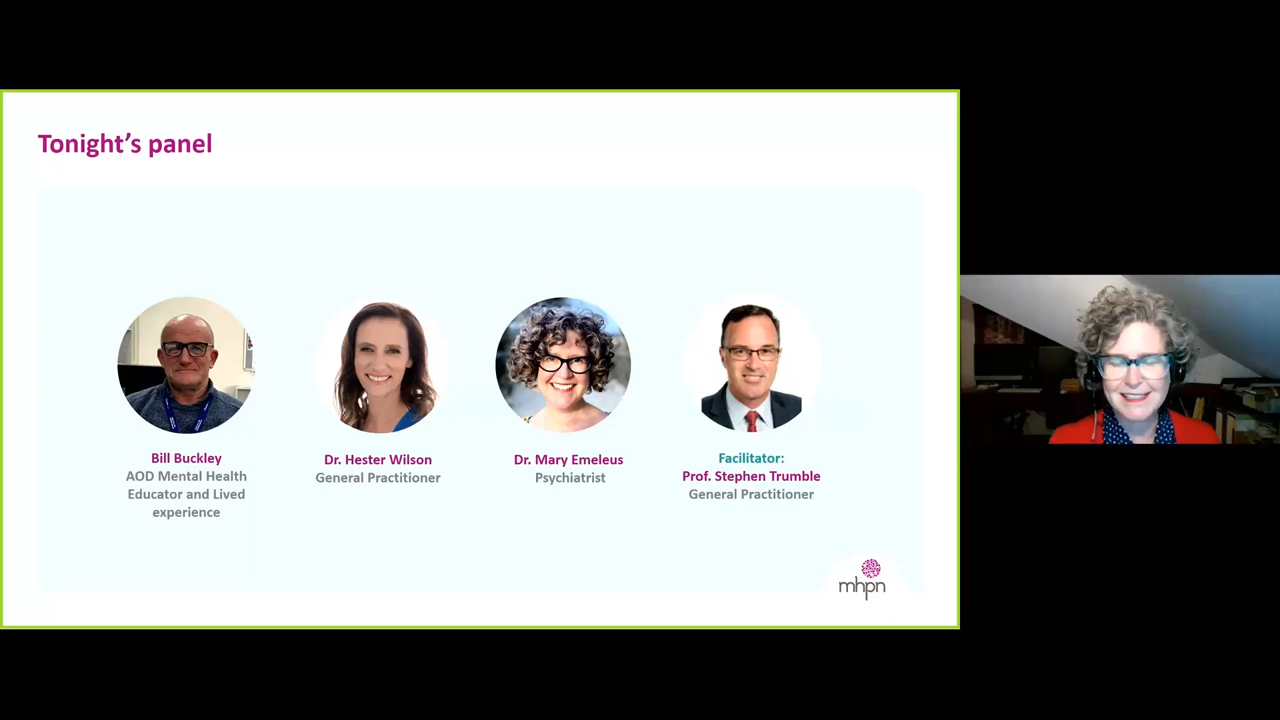 Tonight's panel
Bill Buckley
AOD Mental Health
Educator and Lived
experience
Dr. Hester Wilson
General Practitioner
Dr. Mary Emeleus
Psychiatrist
Facilitator:
Prof. Stephen Trumble
General Practitioner
mhpn